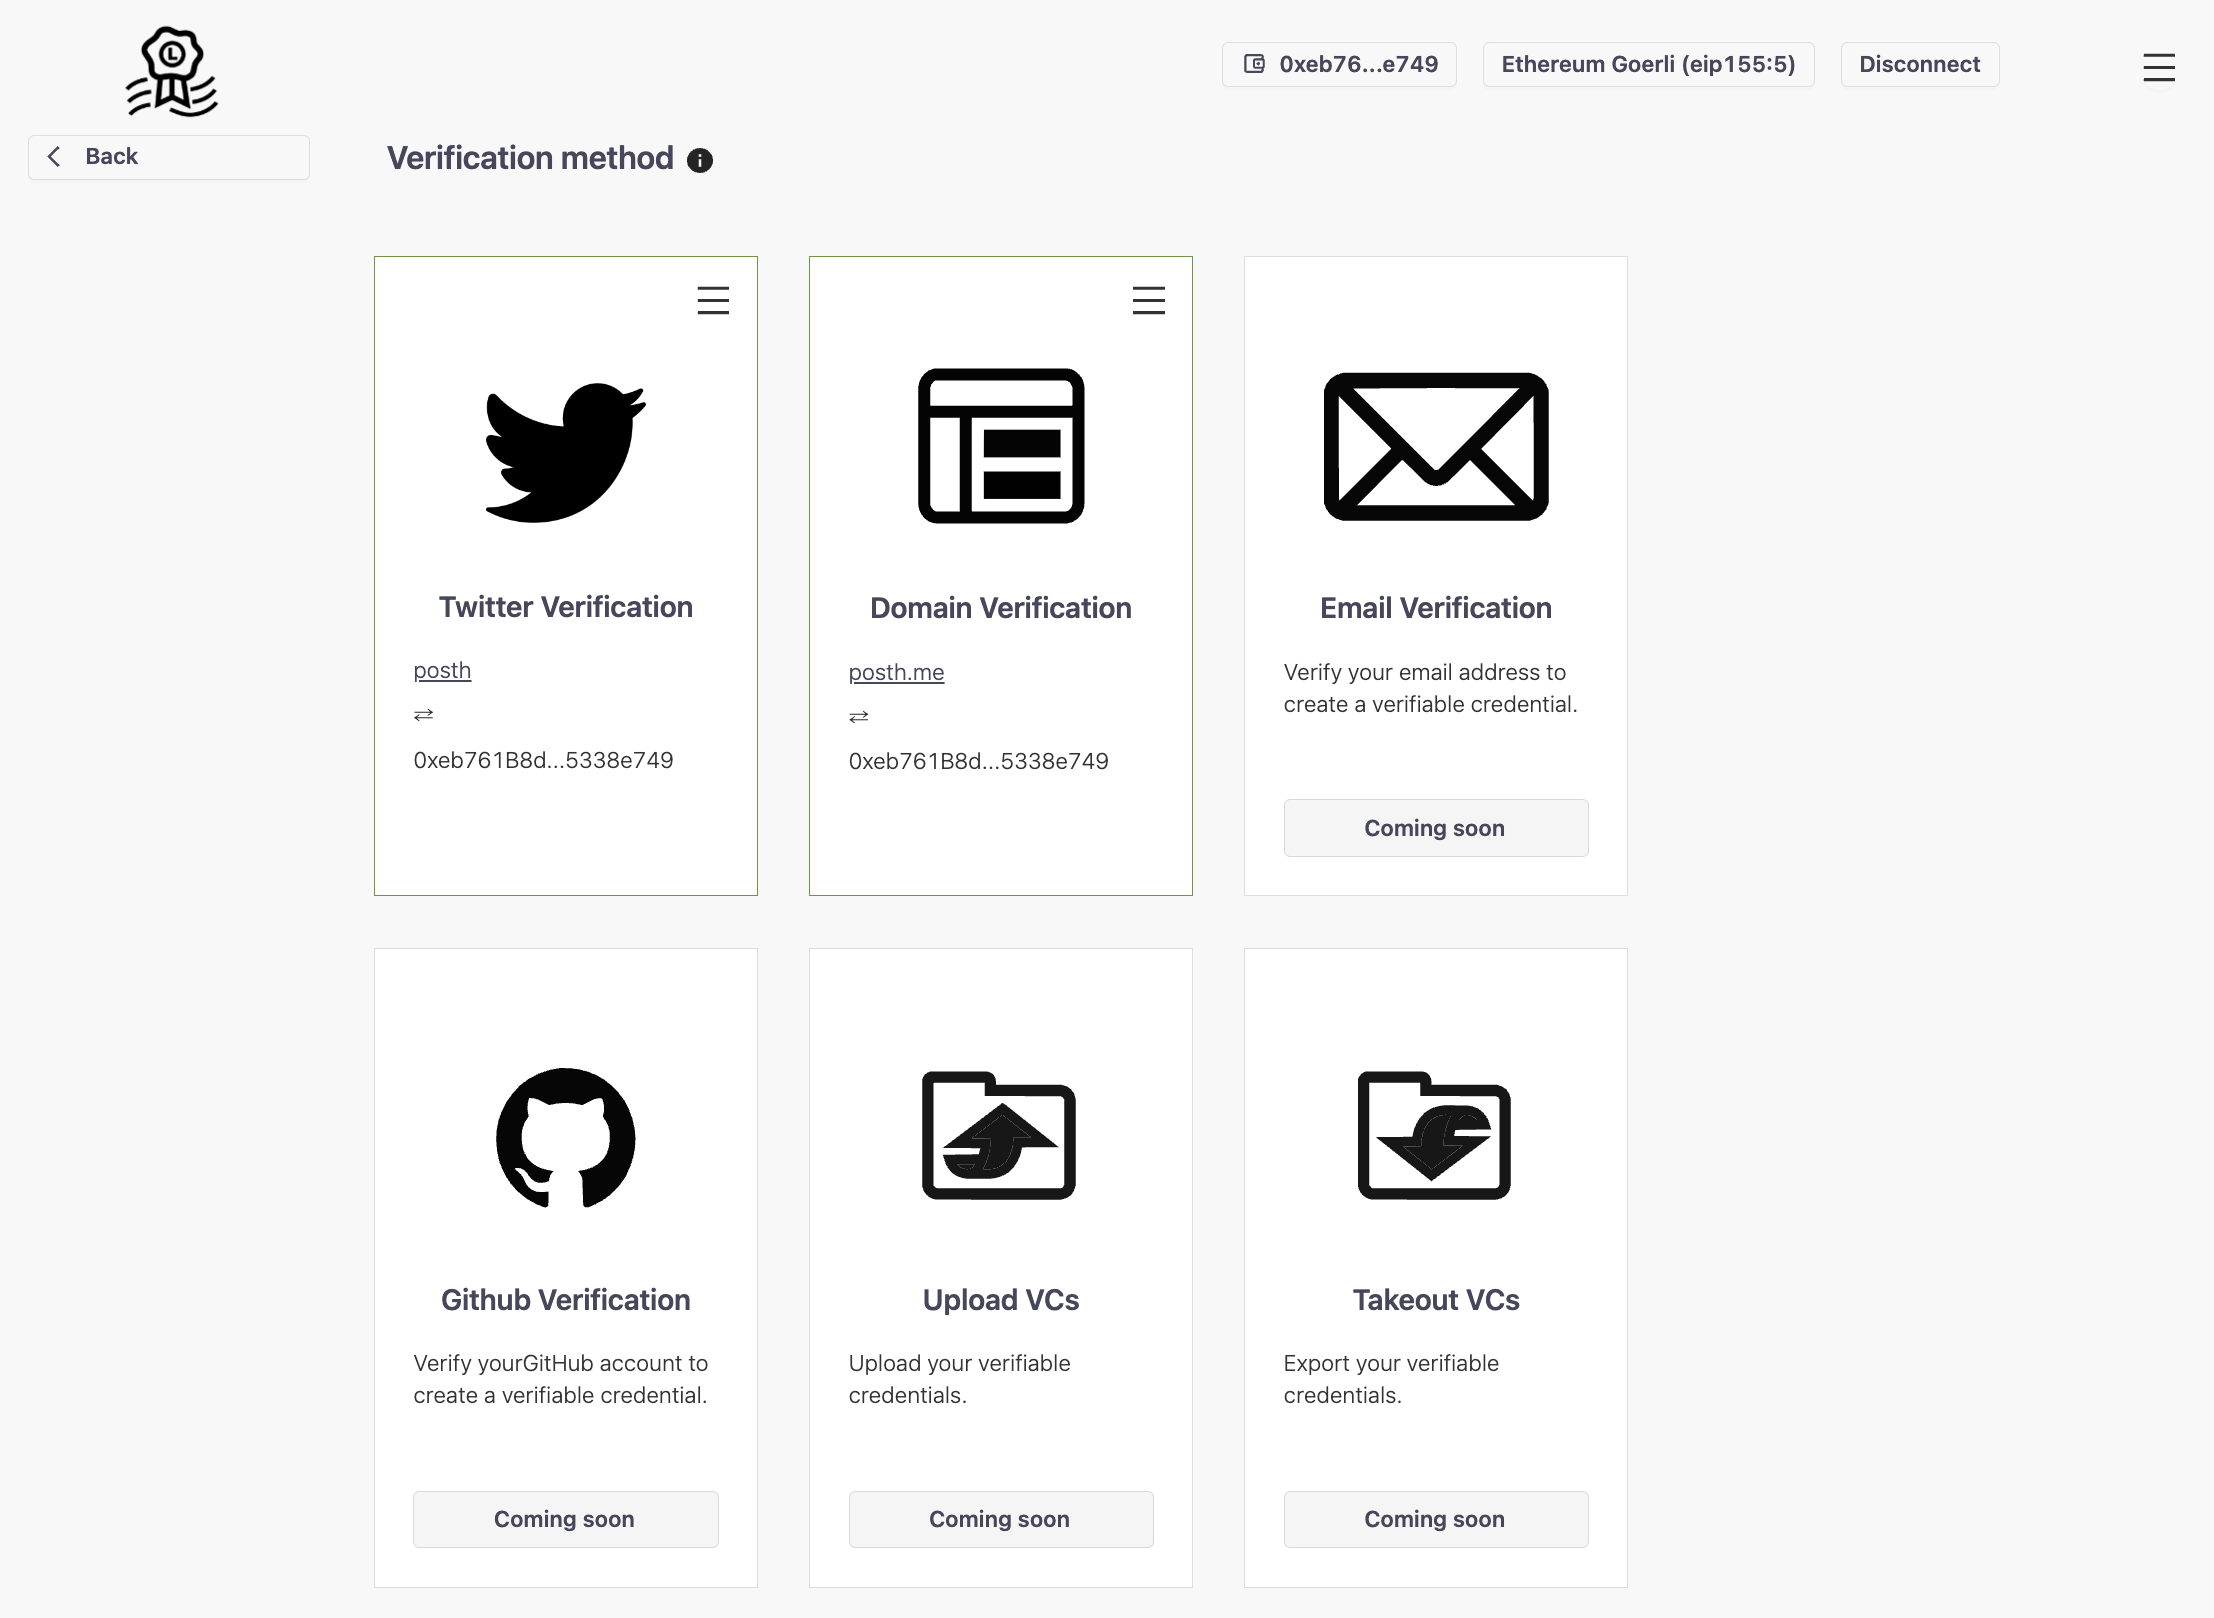 L
0xeb76...e749
Ethereum Goerli (eip155:5)
Disconnect
Back
Verification method
Twitter Verification
posth
⇄
0xeb761B8d...5338e749
Domain Verification
posth.me
⇄
0xeb761B8d...5338e749
Email Verification
Verify your email address to
create a verifiable credential.
Coming soon
Github Verification
Verify yourGitHub account to
create a verifiable credential.
Coming soon
Upload VCs
Upload your verifiable
credentials.
Coming soon
Takeout VCs
Export your verifiable
credentials.
Coming soon